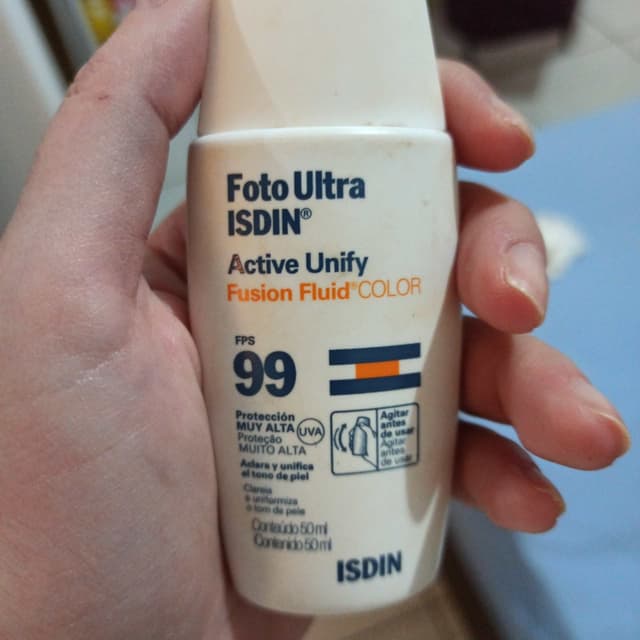 Foto Ultra
ISDIN®
Active Unify
Fusion Fluid® COLOR
FPS
99
Protección
MUY ALTA
Proteção
MUITO ALTA
UVA
Agitar
antes
de usar
Agitar
antes
de usar
Aclara y unifica
el tono de piel
Clareia
e uniformiza
o tom da pele
Conteúdo 50 ml
Contenido 50 ml
ISDIN